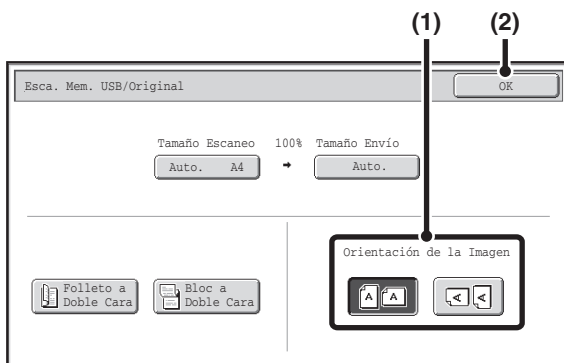 (1) (2)
Esca. Mem. USB/Original OK
Tamaño Escaneo 100% Tamaño Envío
Auto. A4 → Auto.
Orientación de la Imagen
Folleto a Doble Cara
Bloc a Doble Cara
A A A A